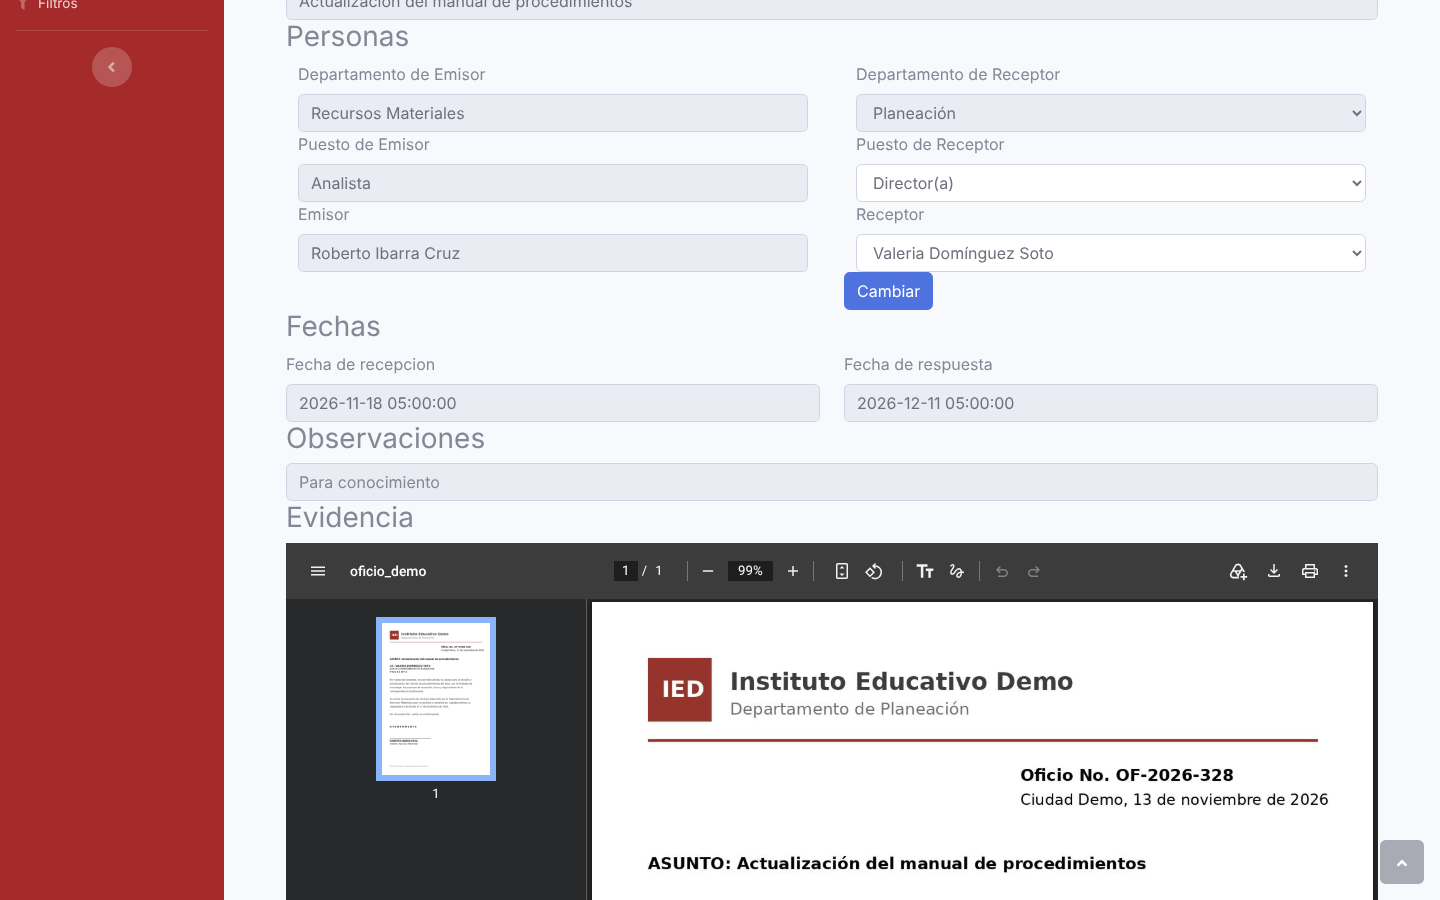 Filtros
Actualización del manual de procedimientos
Personas
Departamento de Emisor
Recursos Materiales
Puesto de Emisor
Analista
Emisor
Roberto Ibarra Cruz
Departamento de Receptor
Planeación
Puesto de Receptor
Director(a)
Receptor
Valeria Domínguez Soto
Cambiar
Fechas
Fecha de recepcion
2026-11-18 05:00:00
Fecha de respuesta
2026-12-11 05:00:00
Observaciones
Para conocimiento
Evidencia
oficio_demo
1 / 1
99%
1
IED
Instituto Educativo Demo
Departamento de Planeación
Oficio No. OF-2026-328
Ciudad Demo, 13 de noviembre de 2026
ASUNTO: Actualización del manual de procedimientos